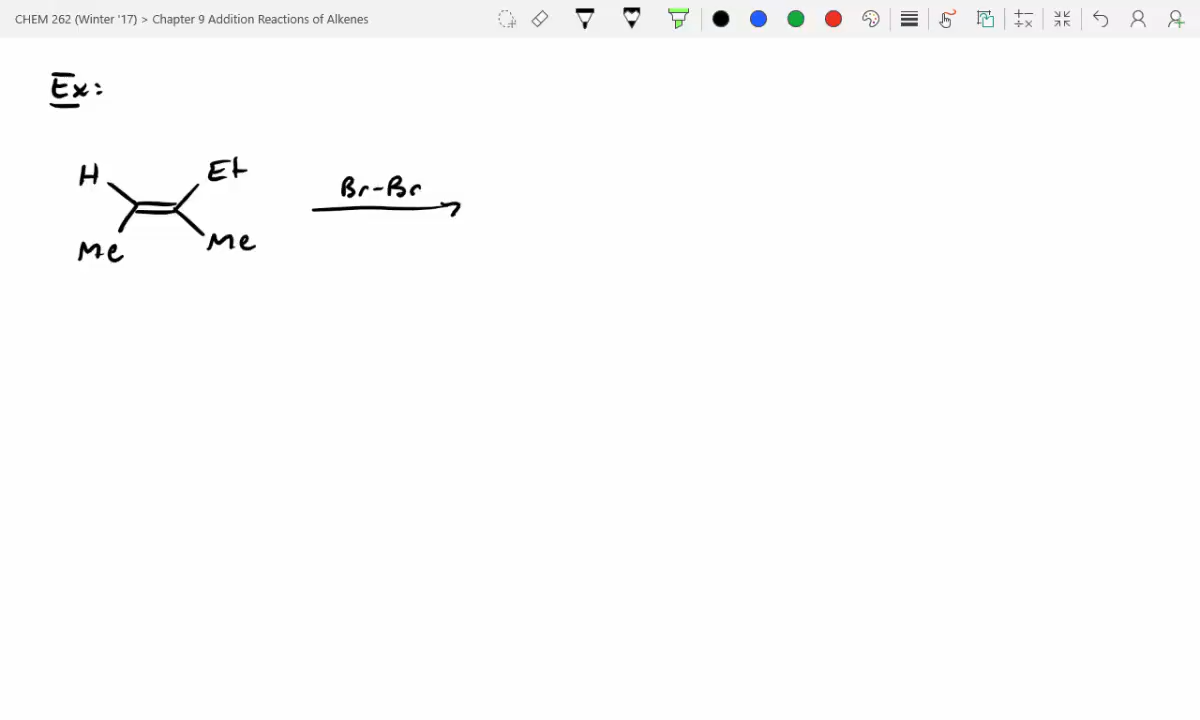 CHEM 262 (Winter '17) > Chapter 9 Addition Reactions of Alkenes
Ex:
H Et
Br-Br
Me Me